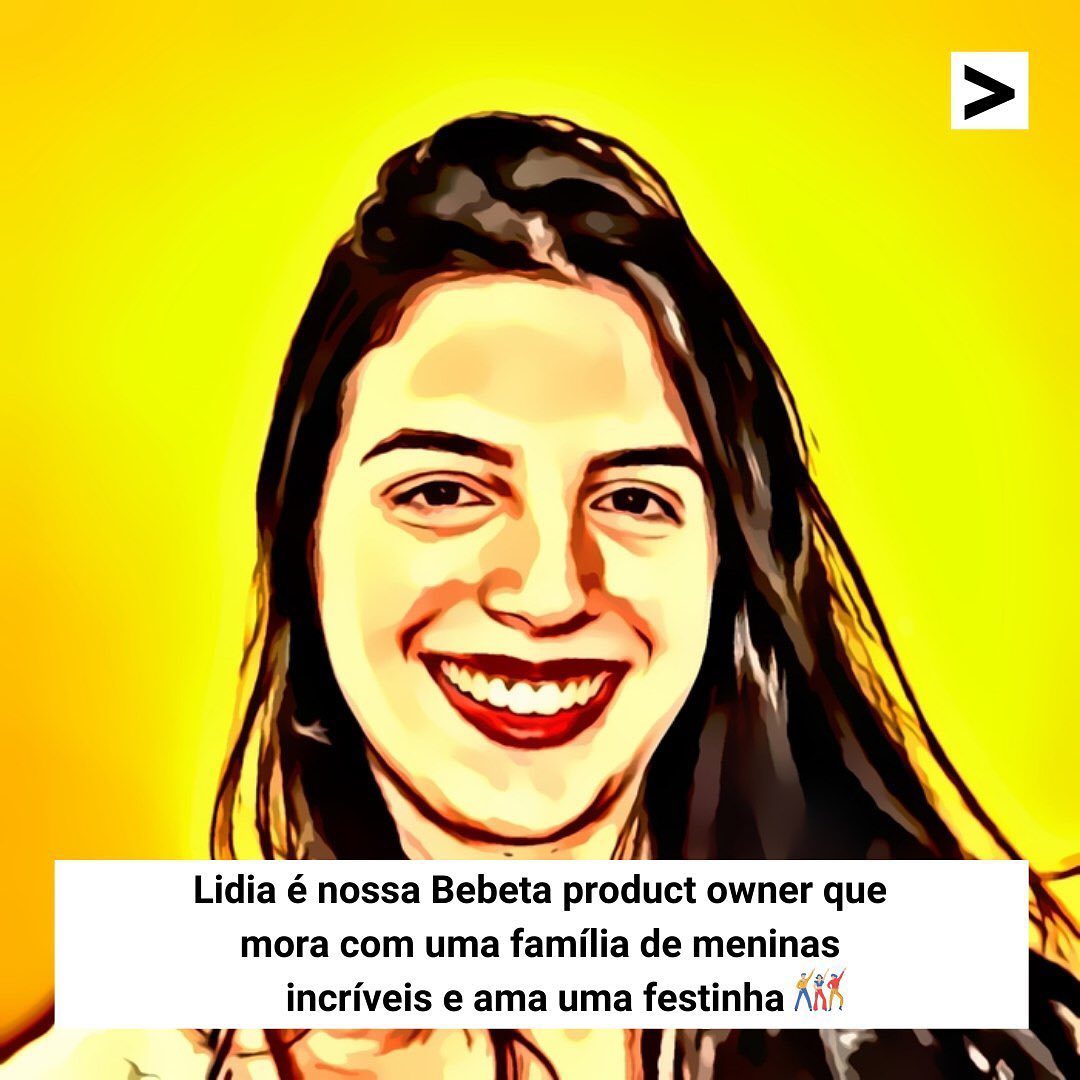 >
Lidia é nossa Bebeta product owner que
mora com uma família de meninas
incríveis e ama uma festinha